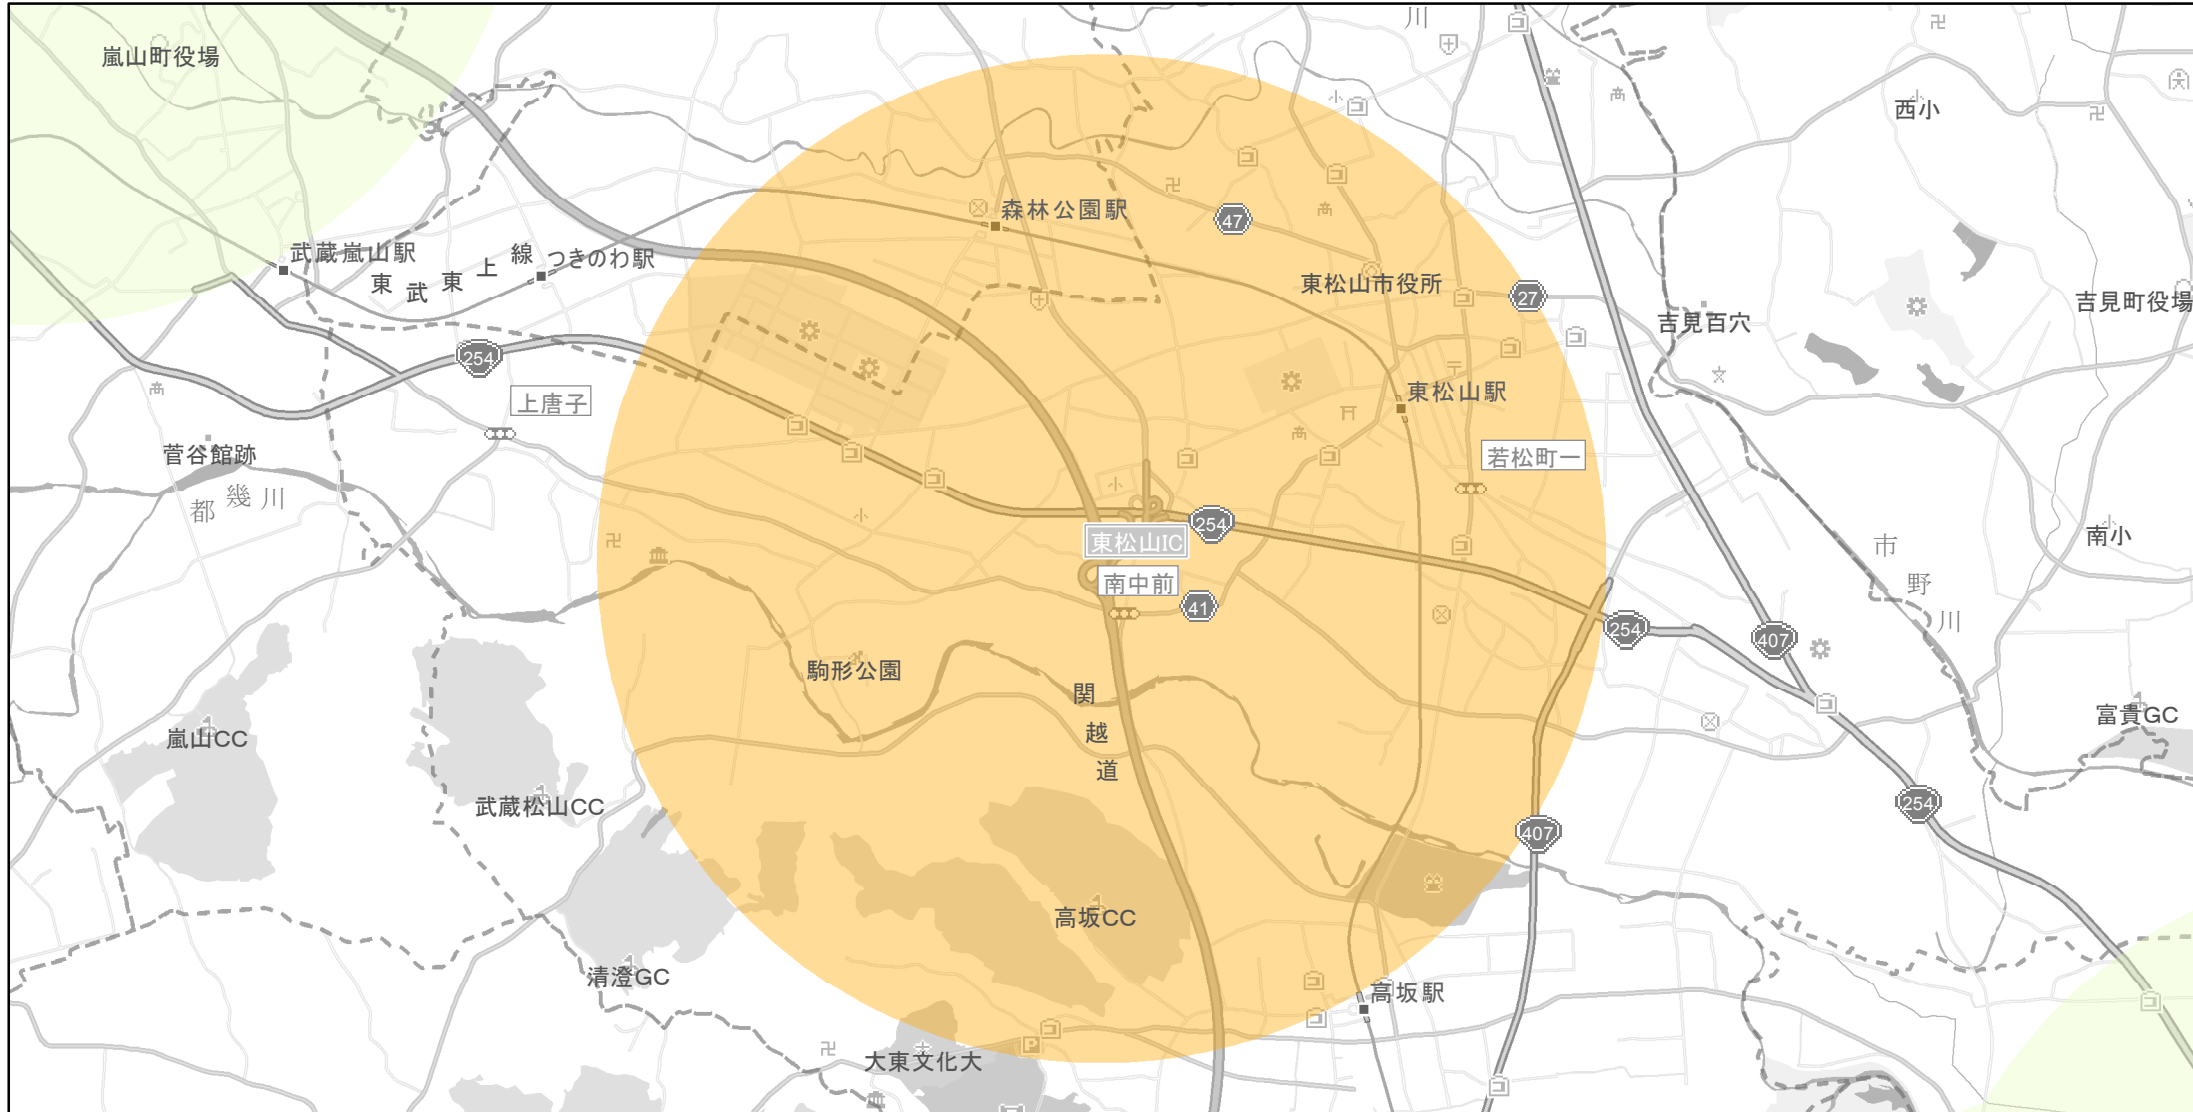 川
嵐山町役場
西小
森林公園駅
47
武蔵嵐山駅
東武東上線
つきのわ駅
東松山市役所
27
吉見町役場
吉見百穴
254
上唐子
東松山駅
菅谷館跡
若松町一
都幾川
254
東松山IC
南小
市野川
南中前
41
254
407
駒形公園
関越道
富貴GC
嵐山CC
武蔵松山CC
254
407
高坂CC
清澄GC
高坂駅
大東文化大
小
小
小
P
文